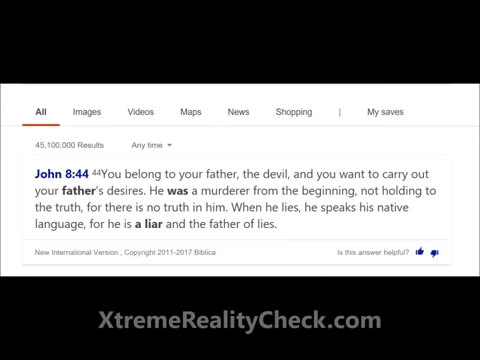 All Images Videos Maps News Shopping | My saves
45,100,000 Results Any time
John 8:44 44You belong to your father, the devil, and you want to carry out
your father's desires. He was a murderer from the beginning, not holding to
the truth, for there is no truth in him. When he lies, he speaks his native
language, for he is a liar and the father of lies.
New International Version , Copyright 2011-2017 Biblica Is this answer helpful?
XtremeRealityCheck.com